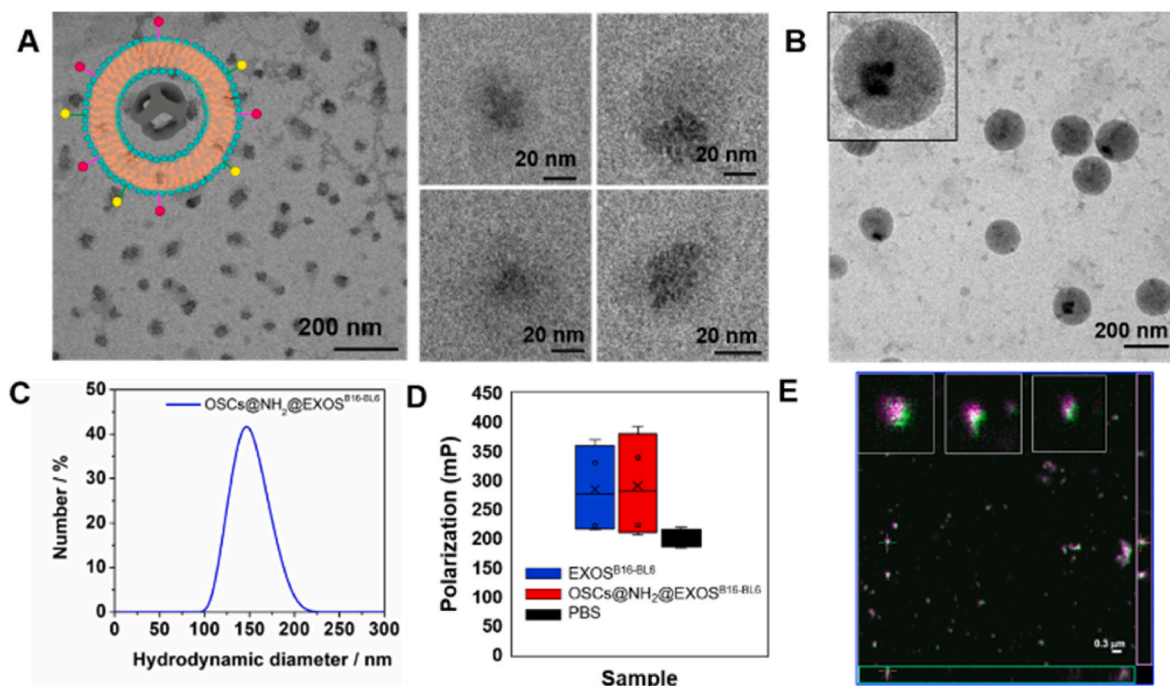 A
200 nm
20 nm
20 nm
20 nm
20 nm
B
200 nm
C
50
40
30
20
10
0
Number / %
OSCs@NH₂@EXOSᴮ¹⁶⁻ᴮᴸ⁶
0 50 100 150 200 250 300
Hydrodynamic diameter / nm
D
450
400
350
300
250
200
150
100
50
0
Polarization (mP)
EXOSᴮ¹⁶⁻ᴮᴸ⁶
OSCs@NH₂@EXOSᴮ¹⁶⁻ᴮᴸ⁶
PBS
Sample
E
0.3 µm